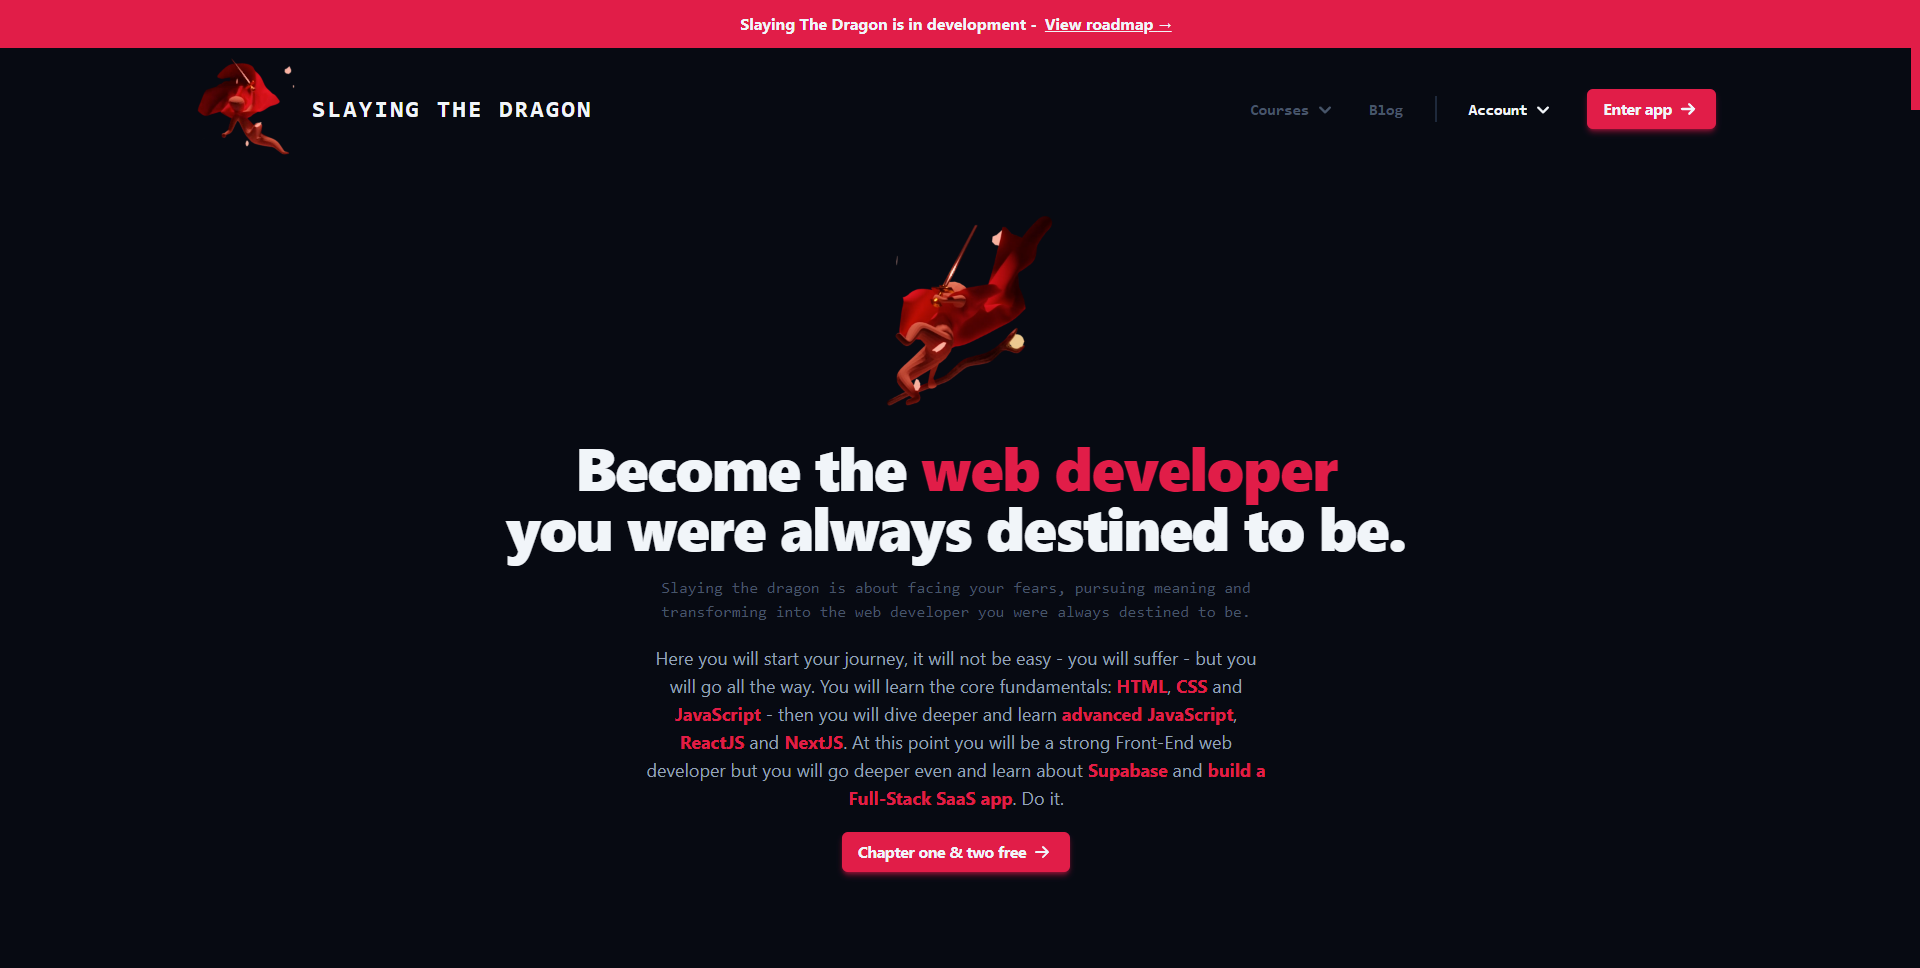 Slaying The Dragon is in development - View roadmap →
SLAYING THE DRAGON
Courses
Blog
Account
Enter app →
Become the web developer
you were always destined to be.
Slaying the dragon is about facing your fears, pursuing meaning and
transforming into the web developer you were always destined to be.
Here you will start your journey, it will not be easy - you will suffer - but you
will go all the way. You will learn the core fundamentals: HTML, CSS and
JavaScript - then you will dive deeper and learn advanced JavaScript,
ReactJS and NextJS. At this point you will be a strong Front-End web
developer but you will go deeper even and learn about Supabase and build a
Full-Stack SaaS app. Do it.
Chapter one & two free →